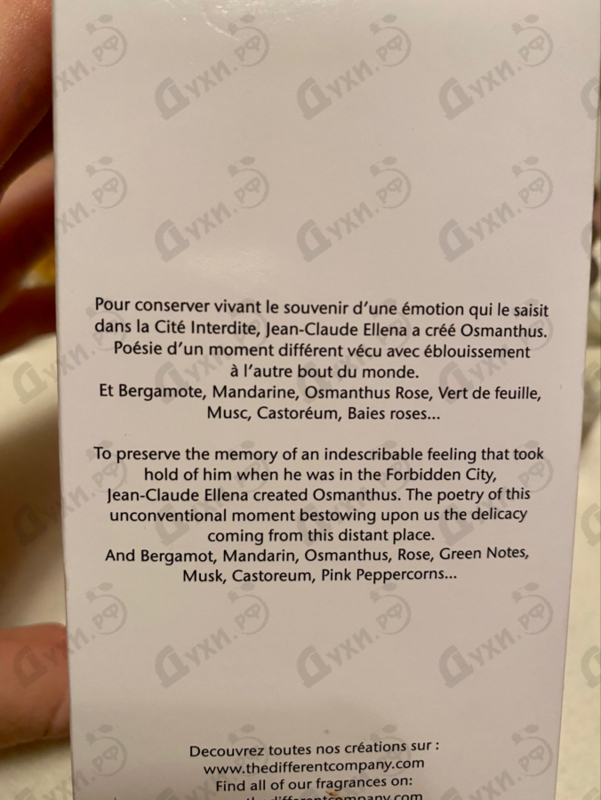 Pour conserver vivant le souvenir d'une émotion qui le saisit
dans la Cité Interdite, Jean-Claude Ellena a créé Osmanthus.
Poésie d'un moment différent vécu avec éblouissement
à l'autre bout du monde.
Et Bergamote, Mandarine, Osmanthus Rose, Vert de feuille,
Musc, Castoréum, Baies roses...
To preserve the memory of an indescribable feeling that took
hold of him when he was in the Forbidden City,
Jean-Claude Ellena created Osmanthus. The poetry of this
unconventional moment bestowing upon us the delicacy
coming from this distant place.
And Bergamot, Mandarin, Osmanthus, Rose, Green Notes,
Musk, Castoreum, Pink Peppercorns...
Decouvrez toutes nos créations sur :
www.thedifferentcompany.com
Find all of our fragrances on:
www.thedifferentcompany.com
Духи.рф